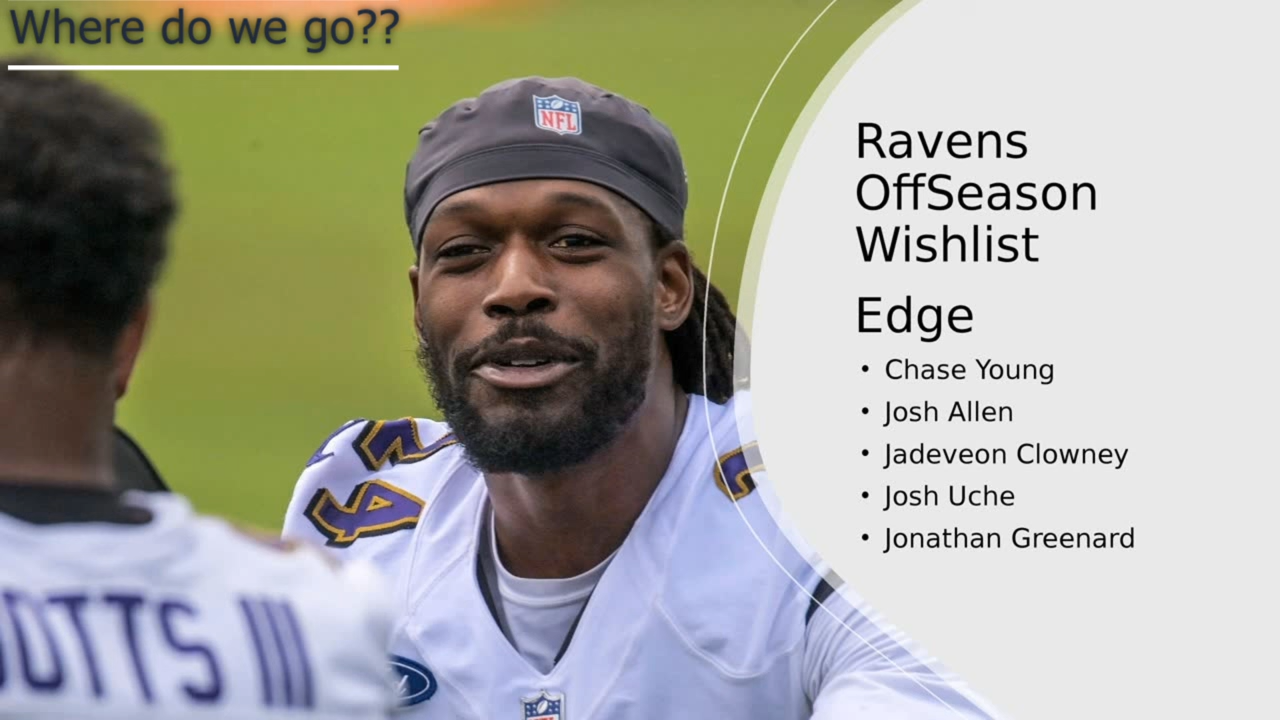 Where do we go??
Ravens
OffSeason
Wishlist
Edge
• Chase Young
• Josh Allen
• Jadeveon Clowney
• Josh Uche
• Jonathan Greenard
NFL
24
OTTS III